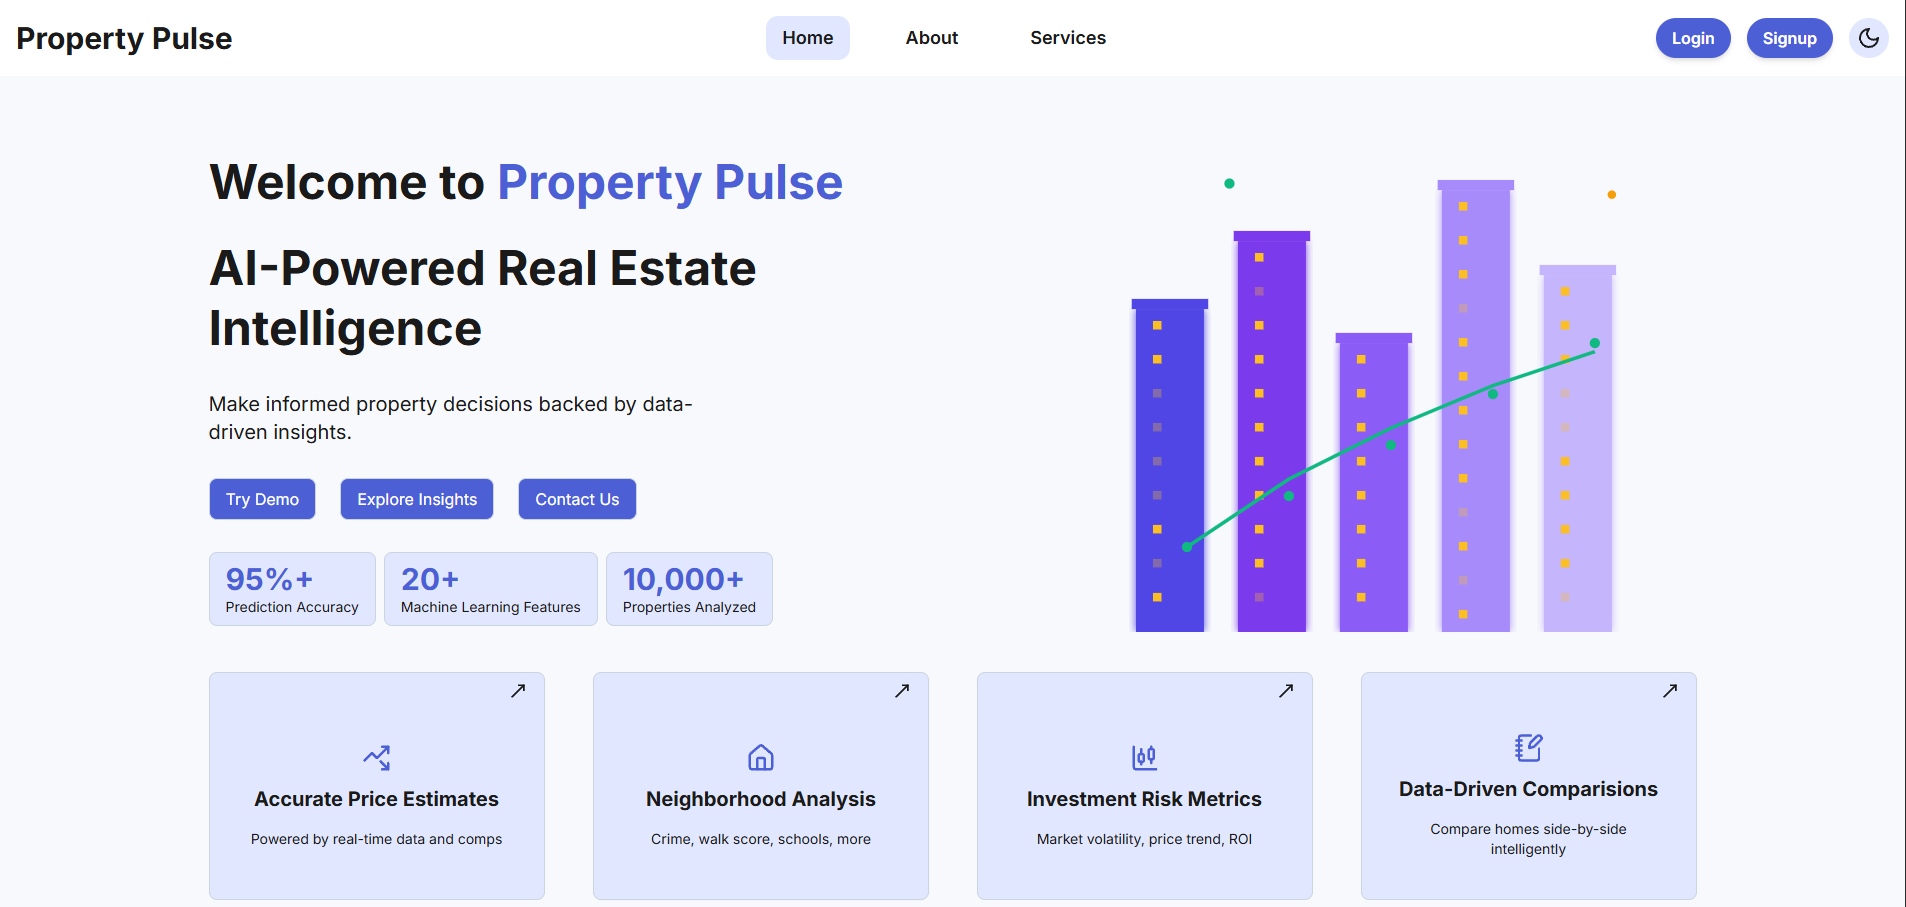 Property Pulse
Home
About
Services
Login
Signup
Welcome to Property Pulse
AI-Powered Real Estate
Intelligence
Make informed property decisions backed by data-
driven insights.
Try Demo
Explore Insights
Contact Us
95%+
Prediction Accuracy
20+
Machine Learning Features
10,000+
Properties Analyzed
Accurate Price Estimates
Powered by real-time data and comps
Neighborhood Analysis
Crime, walk score, schools, more
Investment Risk Metrics
Market volatility, price trend, ROI
Data-Driven Comparisions
Compare homes side-by-side
intelligently